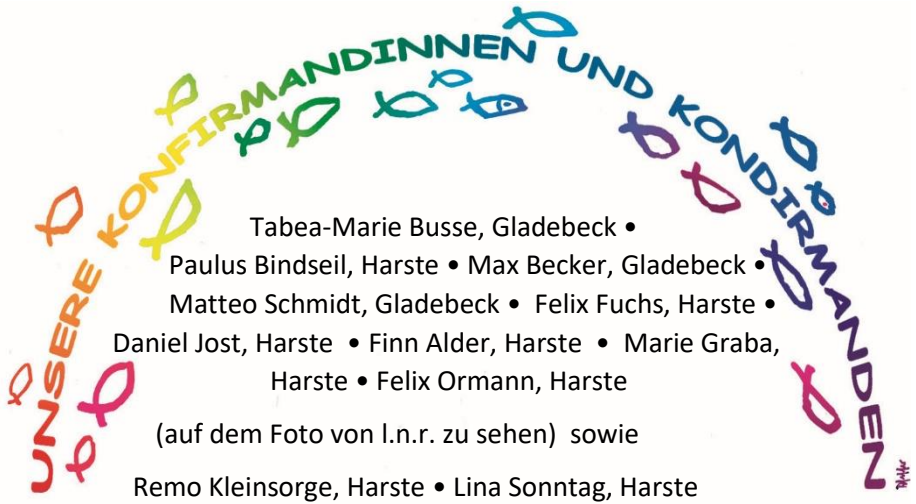 UNSERE KONFIRMANDINNEN UND KONDIRMANDEN
Tabea-Marie Busse, Gladebeck •
Paulus Bindseil, Harste • Max Becker, Gladebeck •
Matteo Schmidt, Gladebeck • Felix Fuchs, Harste •
Daniel Jost, Harste • Finn Alder, Harste • Marie Graba,
Harste • Felix Ormann, Harste
(auf dem Foto von l.n.r. zu sehen) sowie
Remo Kleinsorge, Harste • Lina Sonntag, Harste